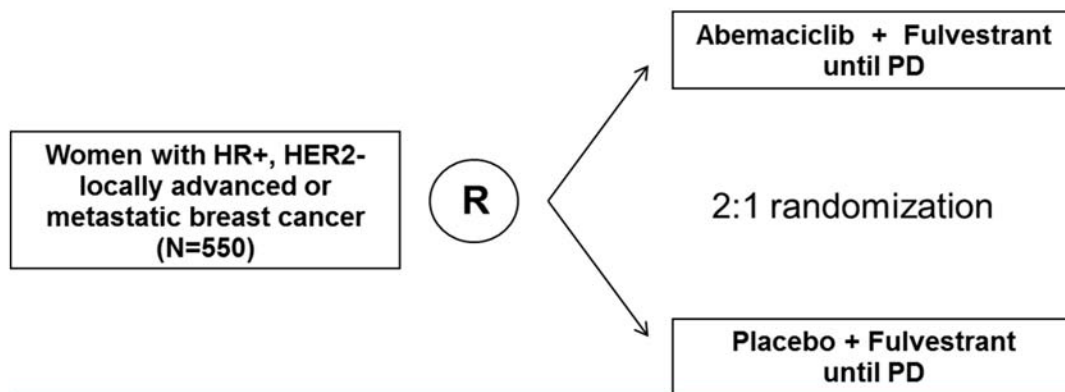 Abemaciclib + Fulvestrant
until PD
Women with HR+, HER2-
locally advanced or
metastatic breast cancer
(N=550)
R
2:1 randomization
Placebo + Fulvestrant
until PD